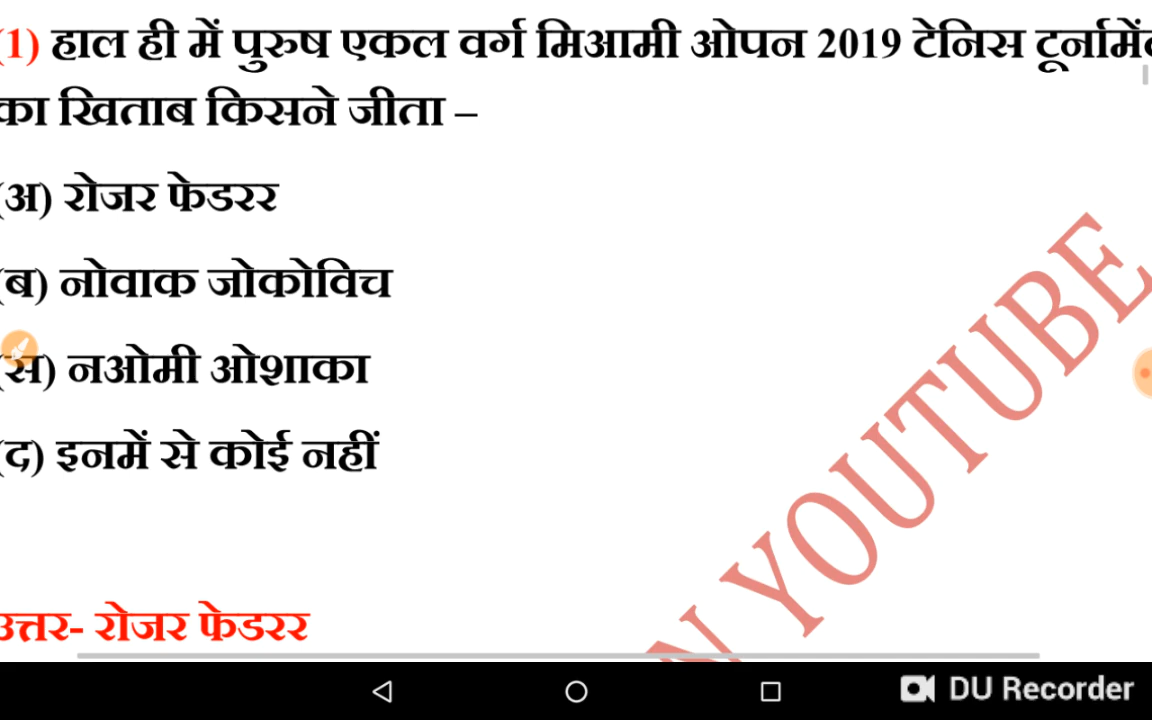 (1) हाल ही में पुरुष एकल वर्ग मिआमी ओपन 2019 टेनिस टूर्नामेंट
का खिताब किसने जीता –
(अ) रोजर फेडरर
(ब) नोवाक जोकोविच
(स) नओमी ओशाका
(द) इनमें से कोई नहीं
उत्तर- रोजर फेडरर
N YOUTUBE
DU Recorder